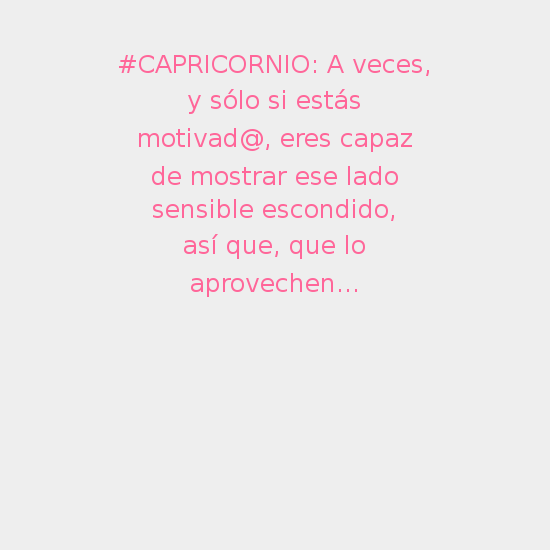 #CAPRICORNIO: A veces,
y sólo si estás
motivad@, eres capaz
de mostrar ese lado
sensible escondido,
así que, que lo
aprovechen...